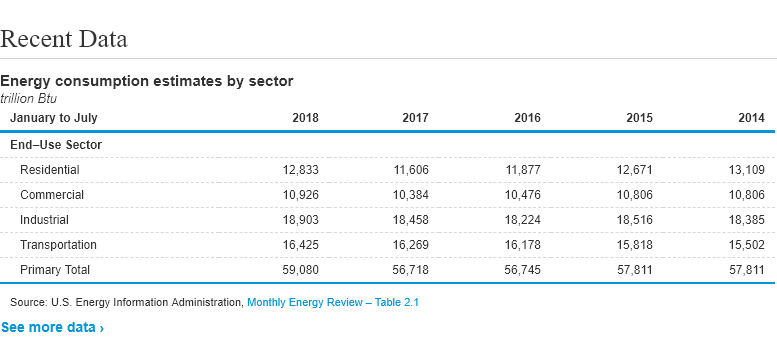 Recent Data
Energy consumption estimates by sector
trillion Btu
January to July 2018 2017 2016 2015 2014
End–Use Sector
Residential 12,833 11,606 11,877 12,671 13,109
Commercial 10,926 10,384 10,476 10,806 10,806
Industrial 18,903 18,458 18,224 18,516 18,385
Transportation 16,425 16,269 16,178 15,818 15,502
Primary Total 59,080 56,718 56,745 57,811 57,811
Source: U.S. Energy Information Administration, Monthly Energy Review – Table 2.1
See more data ›